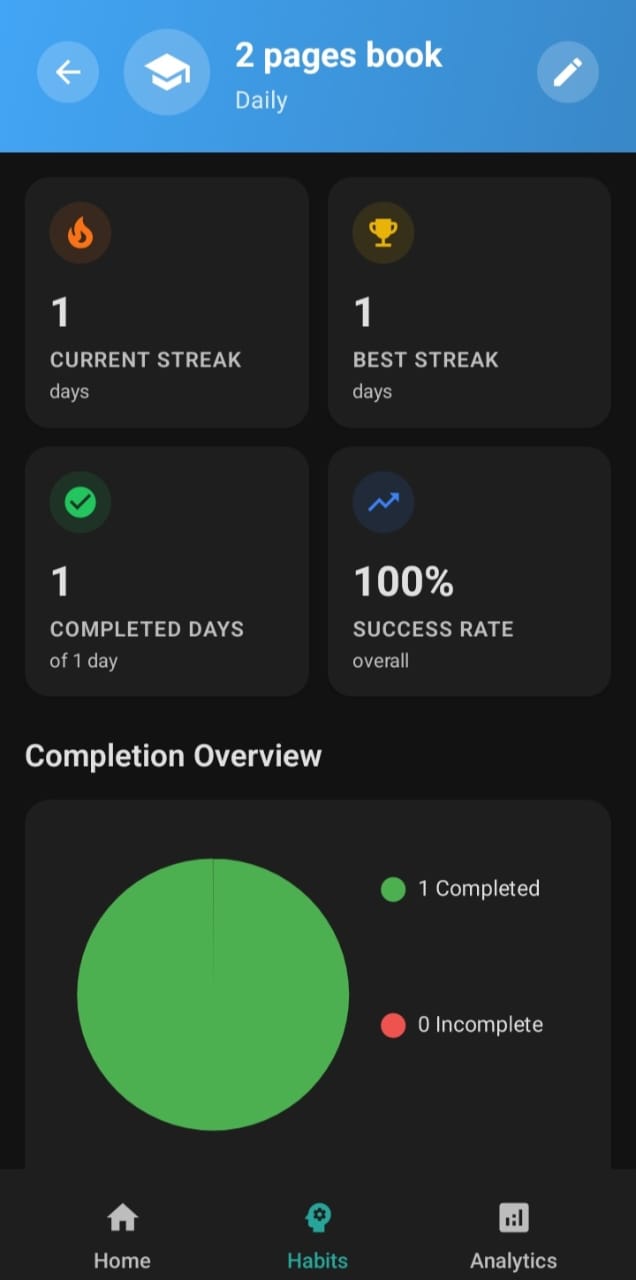 2 pages book
Daily
1
CURRENT STREAK
days
1
BEST STREAK
days
1
COMPLETED DAYS
of 1 day
100%
SUCCESS RATE
overall
Completion Overview
1 Completed
0 Incomplete
Home
Habits
Analytics